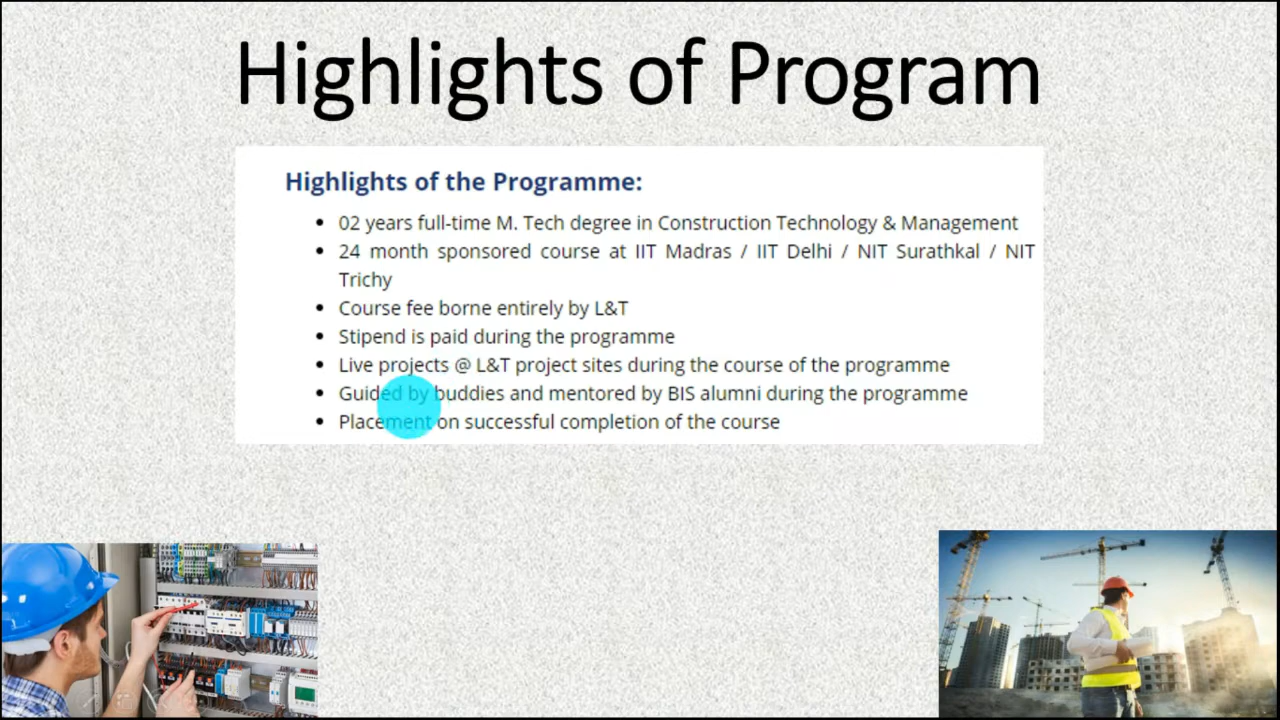 Highlights of Program
Highlights of the Programme:
• 02 years full-time M. Tech degree in Construction Technology & Management
• 24 month sponsored course at IIT Madras / IIT Delhi / NIT Surathkal / NIT
Trichy
• Course fee borne entirely by L&T
• Stipend is paid during the programme
• Live projects @ L&T project sites during the course of the programme
• Guided by buddies and mentored by BIS alumni during the programme
• Placement on successful completion of the course